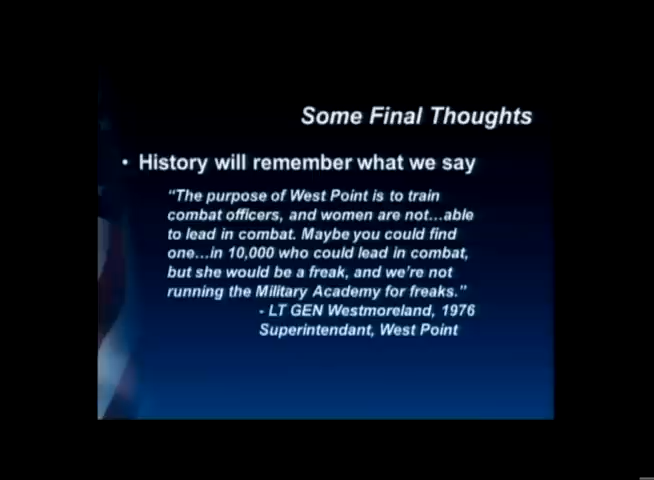 Some Final Thoughts
• History will remember what we say
“The purpose of West Point is to train
combat officers, and women are not…able
to lead in combat. Maybe you could find
one…in 10,000 who could lead in combat,
but she would be a freak, and we’re not
running the Military Academy for freaks.”
- LT GEN Westmoreland, 1976
Superintendant, West Point